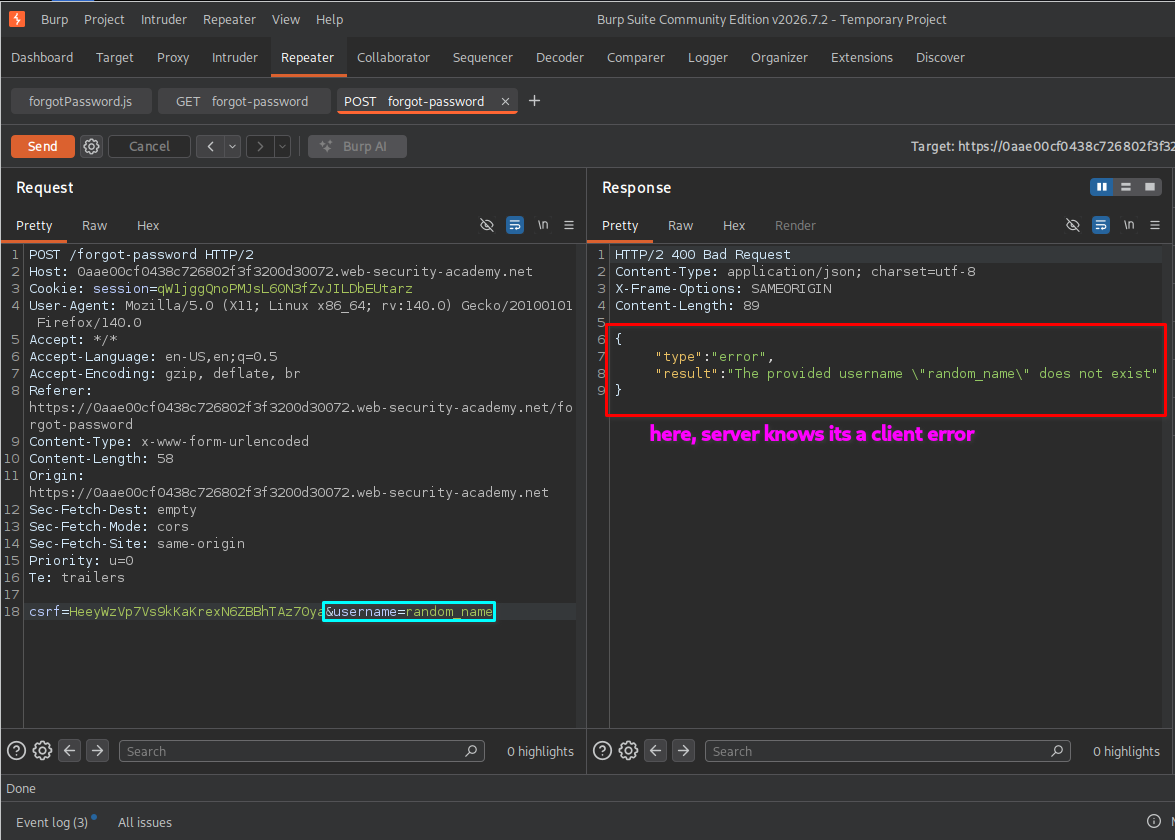 Burp Project Intruder Repeater View Help Burp Suite Community Edition v2026.7.2 - Temporary Project
Dashboard Target Proxy Intruder Repeater Collaborator Sequencer Decoder Comparer Logger Organizer Extensions Discover
forgotPassword.js GET forgot-password POST forgot-password × +
Send Cancel < > Burp AI Target: https://0aae00cf0438c726802f3f32
Request
Pretty Raw Hex \n
1 POST /forgot-password HTTP/2
2 Host: 0aae00cf0438c726802f3f3200d30072.web-security-academy.net
3 Cookie: session=qW1jggQnoPMJsL6ON3fZvJILDbEUtarz
4 User-Agent: Mozilla/5.0 (X11; Linux x86_64; rv:140.0) Gecko/20100101
Firefox/140.0
5 Accept: */*
6 Accept-Language: en-US,en;q=0.5
7 Accept-Encoding: gzip, deflate, br
8 Referer:
https://0aae00cf0438c726802f3f3200d30072.web-security-academy.net/fo
rgot-password
9 Content-Type: x-www-form-urlencoded
10 Content-Length: 58
11 Origin:
https://0aae00cf0438c726802f3f3200d30072.web-security-academy.net
12 Sec-Fetch-Dest: empty
13 Sec-Fetch-Mode: cors
14 Sec-Fetch-Site: same-origin
15 Priority: u=0
16 Te: trailers
17
18 csrf=HeeyWzVp7Vs9kKaKrexN6ZBBhTAz7Oya&username=random_name
Search 0 highlights
Response
Pretty Raw Hex Render \n
1 HTTP/2 400 Bad Request
2 Content-Type: application/json; charset=utf-8
3 X-Frame-Options: SAMEORIGIN
4 Content-Length: 89
5
6 {
7 "type":"error",
8 "result":"The provided username \"random_name\" does not exist"
9 }
here, server knows its a client error
Search 0 highlights
Done
Event log (3) All issues